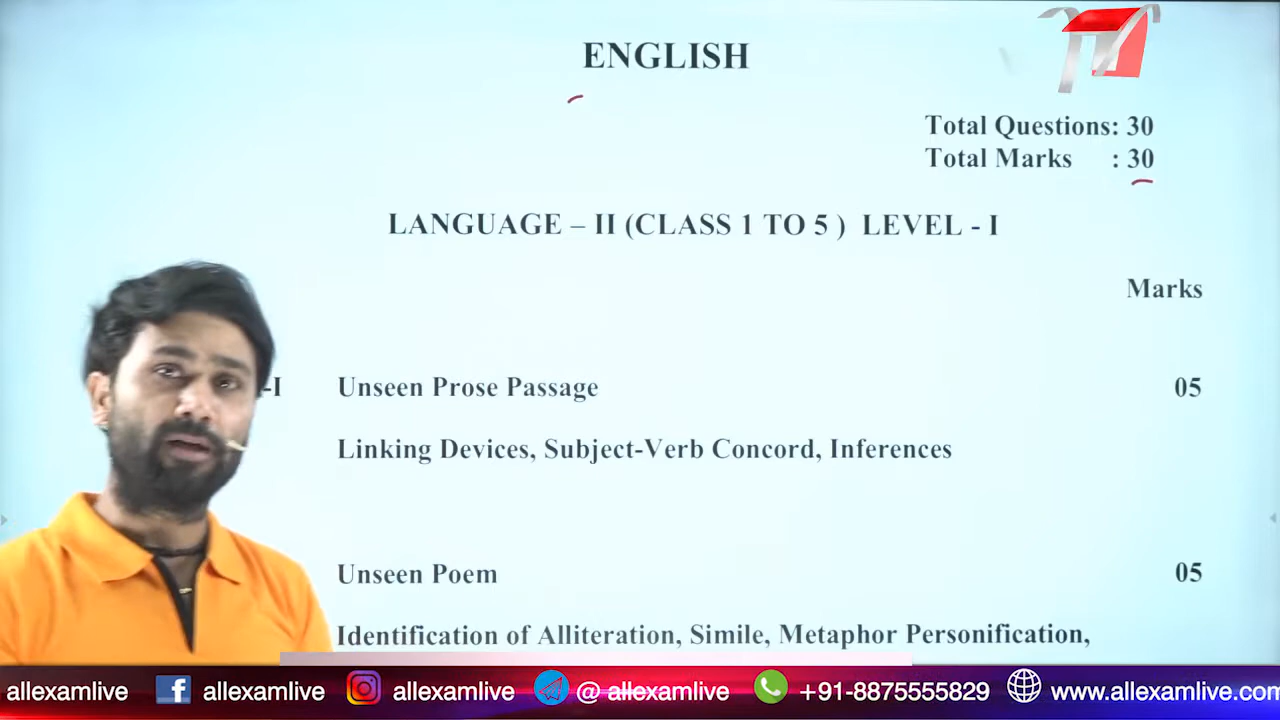 ENGLISH
Total Questions: 30
Total Marks : 30
LANGUAGE – II (CLASS 1 TO 5 ) LEVEL - I
Marks
-I Unseen Prose Passage 05
Linking Devices, Subject-Verb Concord, Inferences
Unseen Poem 05
Identification of Alliteration, Simile, Metaphor Personification,
allexamlive allexamlive allexamlive @ allexamlive +91-8875555829 www.allexamlive.com